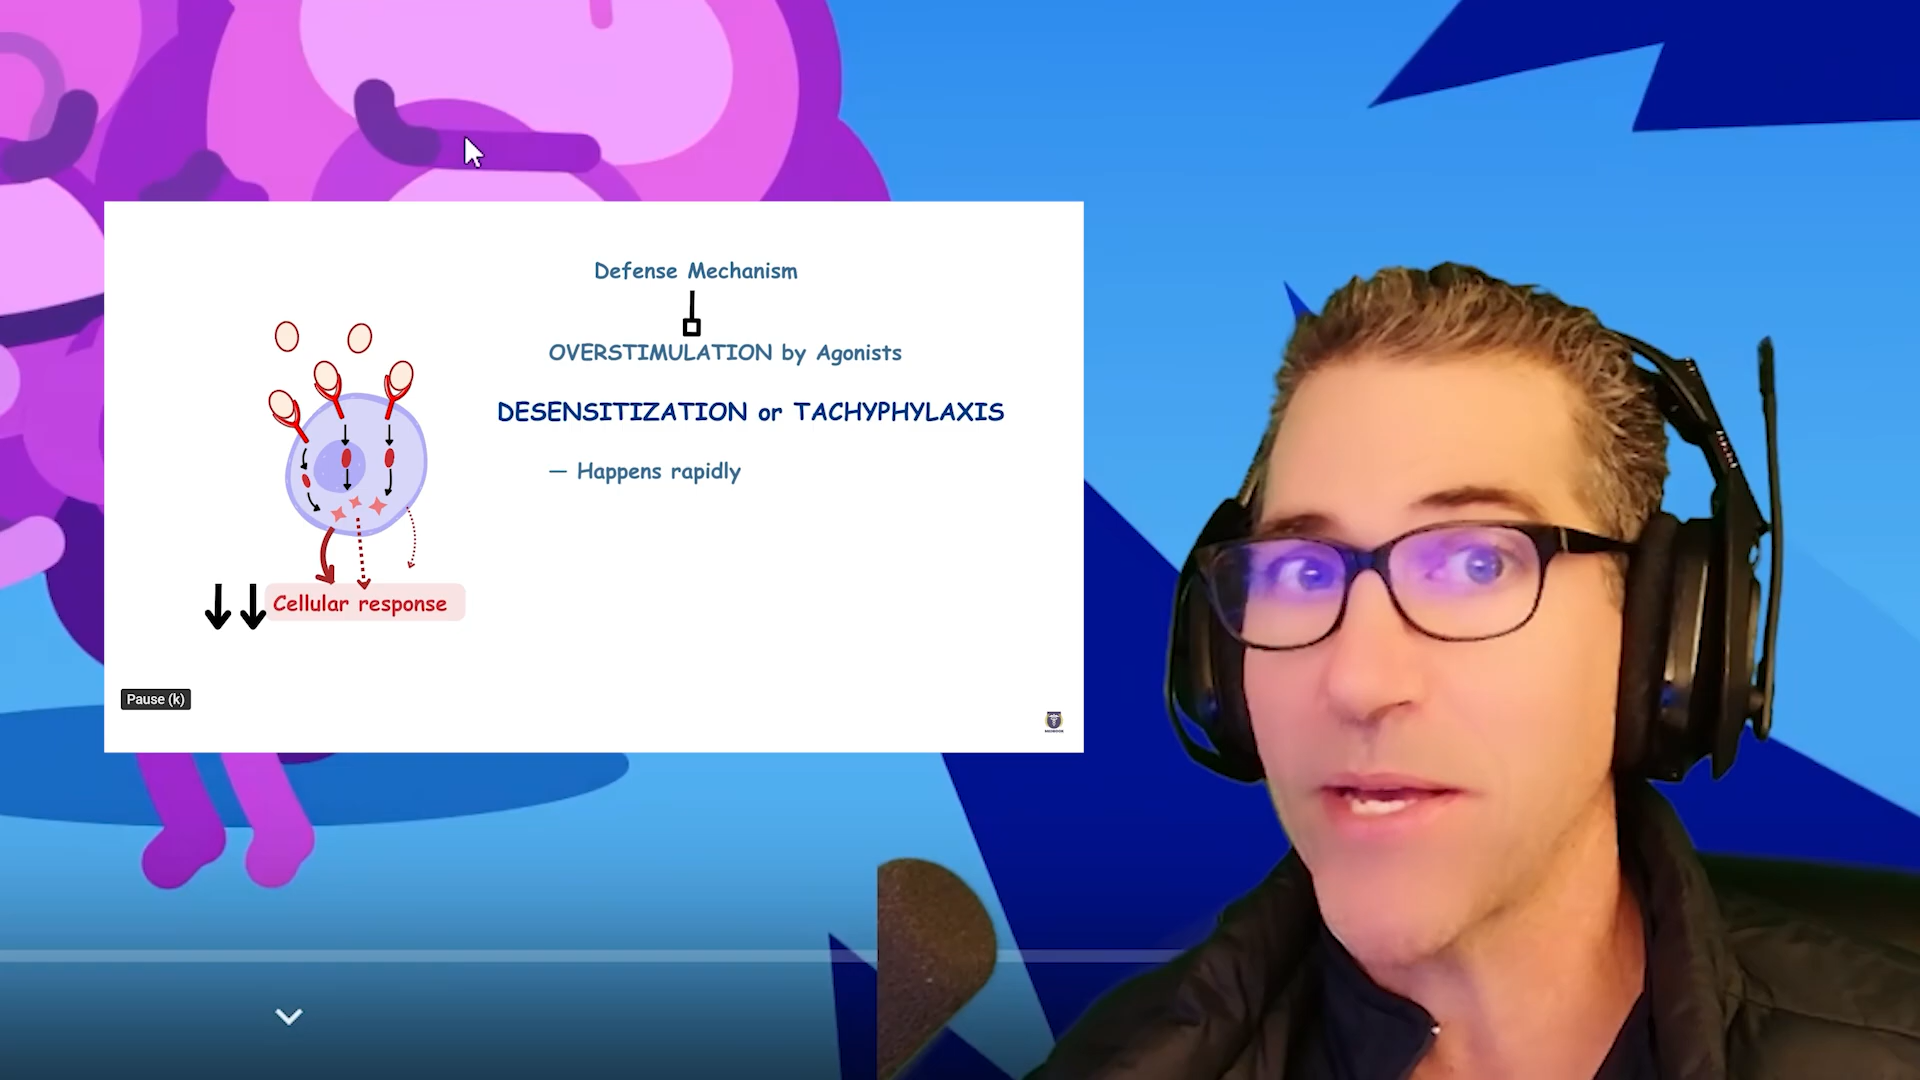 Defense Mechanism
OVERSTIMULATION by Agonists
DESENSITIZATION or TACHYPHYLAXIS
— Happens rapidly
Cellular response
Pause (k)